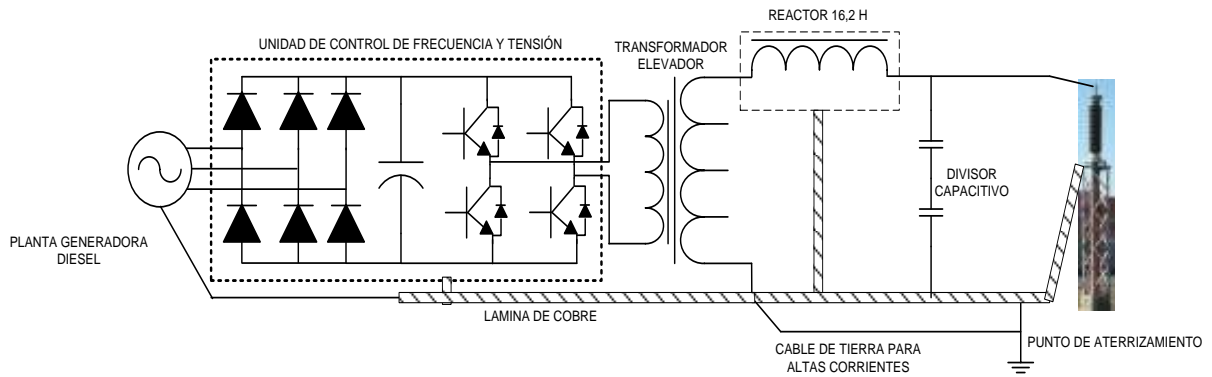 REACTOR 16,2 H
UNIDAD DE CONTROL DE FRECUENCIA Y TENSIÓN
TRANSFORMADOR
ELEVADOR
DIVISOR
CAPACITIVO
PLANTA GENERADORA
DIESEL
LAMINA DE COBRE
CABLE DE TIERRA PARA
ALTAS CORRIENTES
PUNTO DE ATERRIZAMIENTO